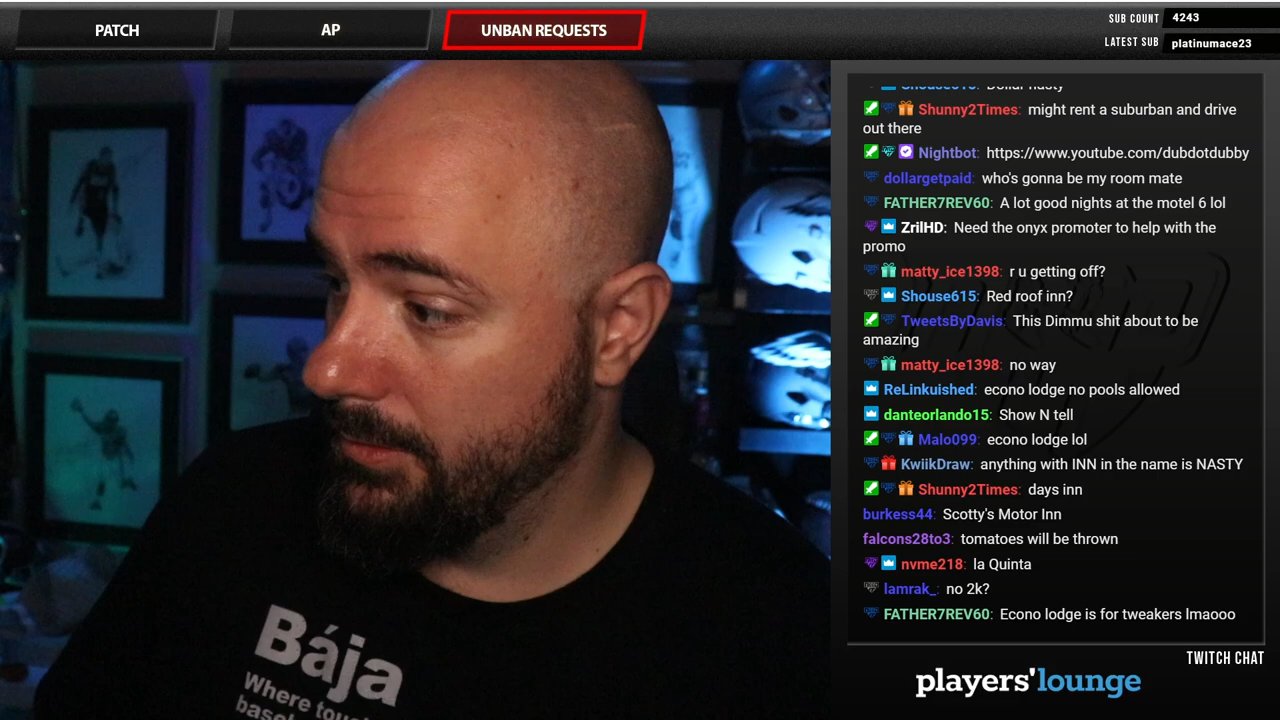 PATCH
AP
UNBAN REQUESTS
SUB COUNT 4243
LATEST SUB platinumace23
Shouse615: Dollar nasty
Shunny2Times: might rent a suburban and drive
out there
Nightbot: https://www.youtube.com/dubdotdubby
dollargetpaid: who's gonna be my room mate
FATHER7REV60: A lot good nights at the motel 6 lol
ZrilHD: Need the onyx promoter to help with the
promo
matty_ice1398: r u getting off?
Shouse615: Red roof inn?
TweetsByDavis: This Dimmu shit about to be
amazing
matty_ice1398: no way
ReLinkuished: econo lodge no pools allowed
danteorlando15: Show N tell
Malo099: econo lodge lol
KwiikDraw: anything with INN in the name is NASTY
Shunny2Times: days inn
burkess44: Scotty's Motor Inn
falcons28to3: tomatoes will be thrown
nvme218: la Quinta
lamrak_: no 2k?
FATHER7REV60: Econo lodge is for tweakers lmaooo
TWITCH CHAT
players'lounge
Bája
Where